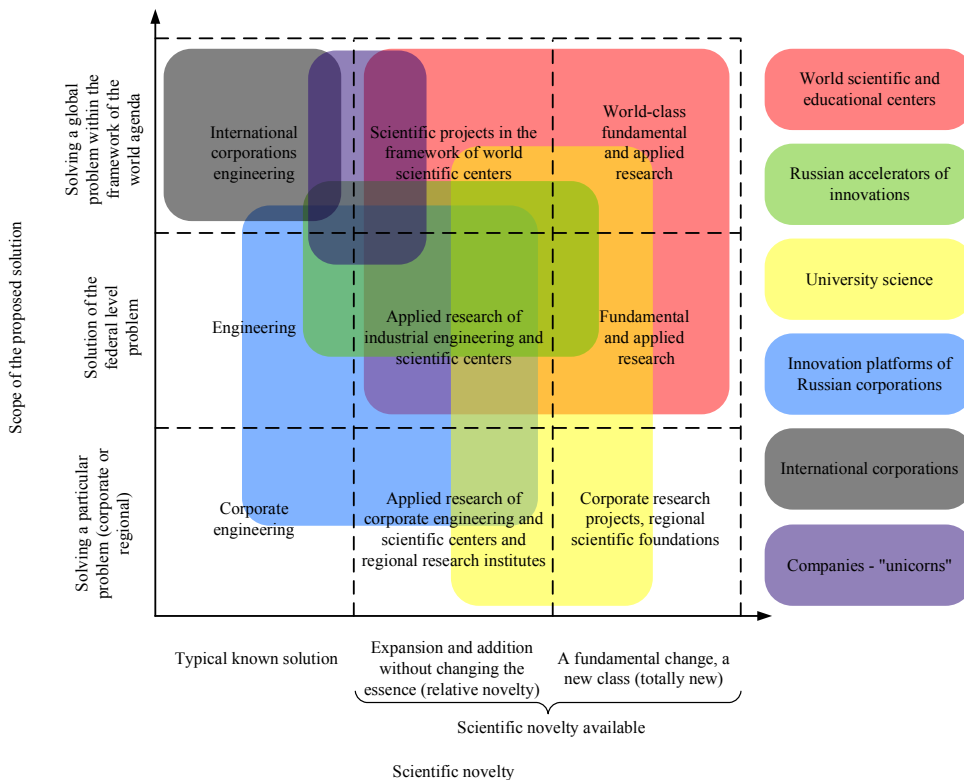 Scope of the proposed solution
Solving a global
problem within the
framework of the
world agenda
Solution of the
federal level
problem
Solving a particular
problem (corporate or
regional)
International
corporations
engineering
Scientific projects in the
framework of world
scientific centers
World-class
fundamental
and applied
research
Engineering
Applied research of
industrial engineering and
scientific centers
Fundamental
and applied
research
Corporate
engineering
Applied research of
corporate engineering and
scientific centers and
regional research institutes
Corporate research
projects, regional
scientific foundations
World scientific and
educational centers
Russian accelerators of
innovations
University science
Innovation platforms of
Russian corporations
International corporations
Companies - "unicorns"
Typical known solution
Expansion and addition
without changing the
essence (relative novelty)
A fundamental change, a
new class (totally new)
Scientific novelty available
Scientific novelty